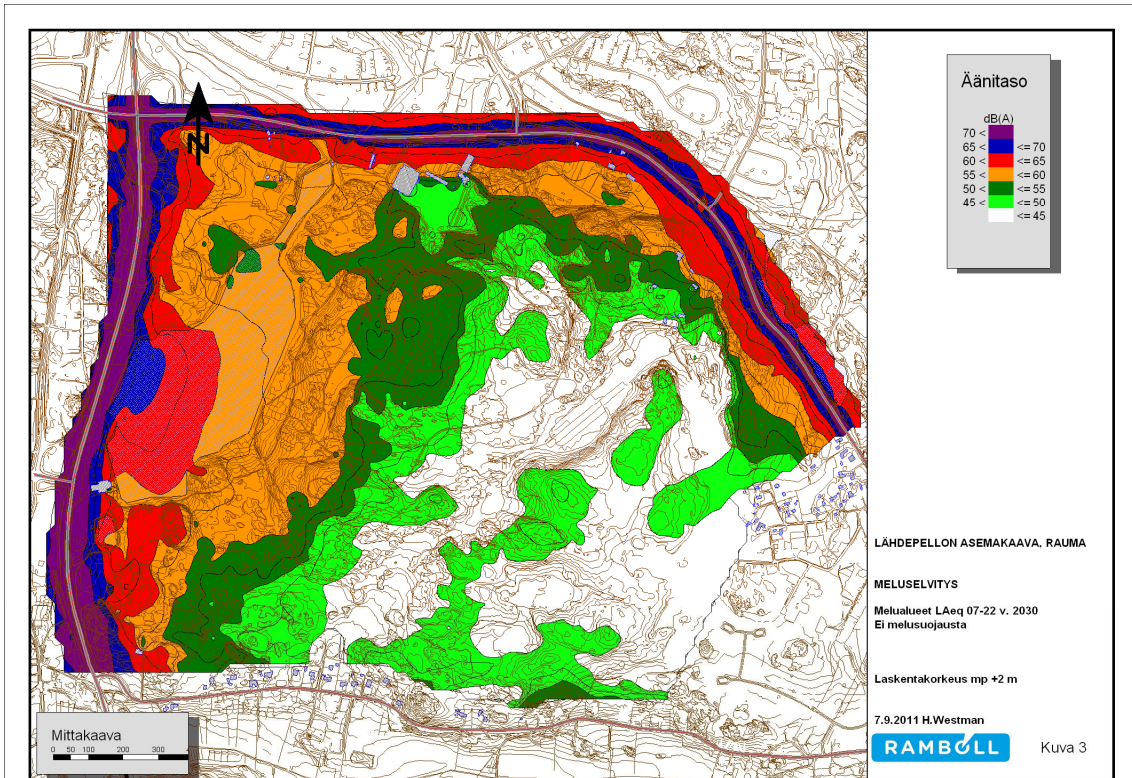 N
Äänitaso
dB(A)
70 <
65 < <= 70
60 < <= 65
55 < <= 60
50 < <= 55
45 < <= 50
<= 45
LÄHDEPELLON ASEMAKAAVA, RAUMA
MELUSELVITYS
Melualueet LAeq 07-22 v. 2030
Ei melusuojausta
Laskentakorkeus mp +2 m
7.9.2011 H.Westman
RAMBOLL Kuva 3
Mittakaava
0 50 100 200 300